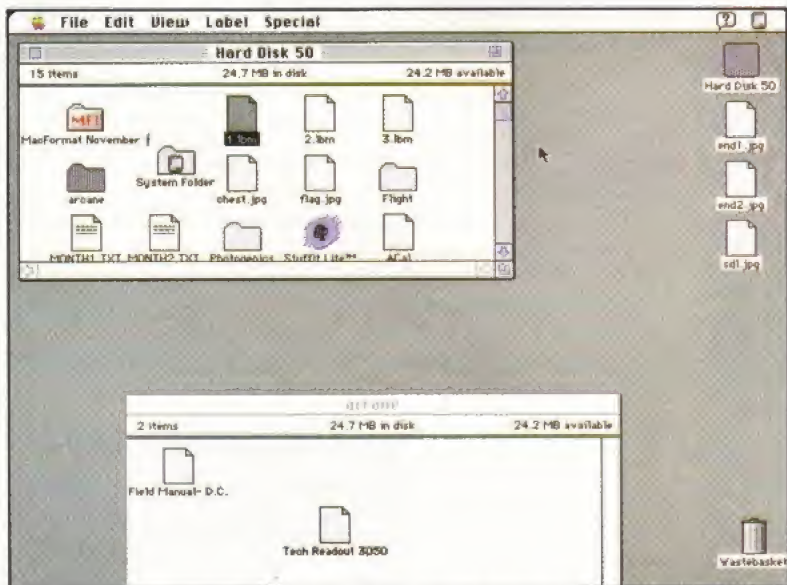 File Edit View Label Special
Hard Disk 50
15 items 24.7 MB in disk 24.2 MB available
MFI
MacFormat November f
1.lbm 2.lbm 3.lbm
System Folder
arcane chest.jpg flag.jpg Flight
MONTH1.TXT MONTH2.TXT Photogenics StuffIt Lite™ ACal
Hard Disk 50
end1.jpg
end2.jpg
sd1.jpg
arcane
2 items 24.7 MB in disk 24.2 MB available
Field Manual- D.C.
Tech Readout 3050
Wastebasket